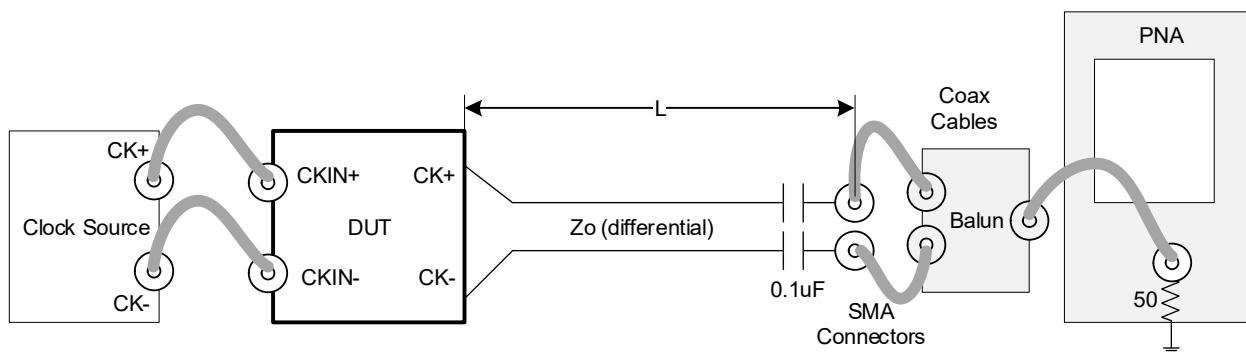 PNA
L
Coax
Cables
CK+
CKIN+
CK+
Clock Source
DUT
Zo (differential)
Balun
CKIN-
CK-
CK-
0.1uF
SMA
Connectors
50